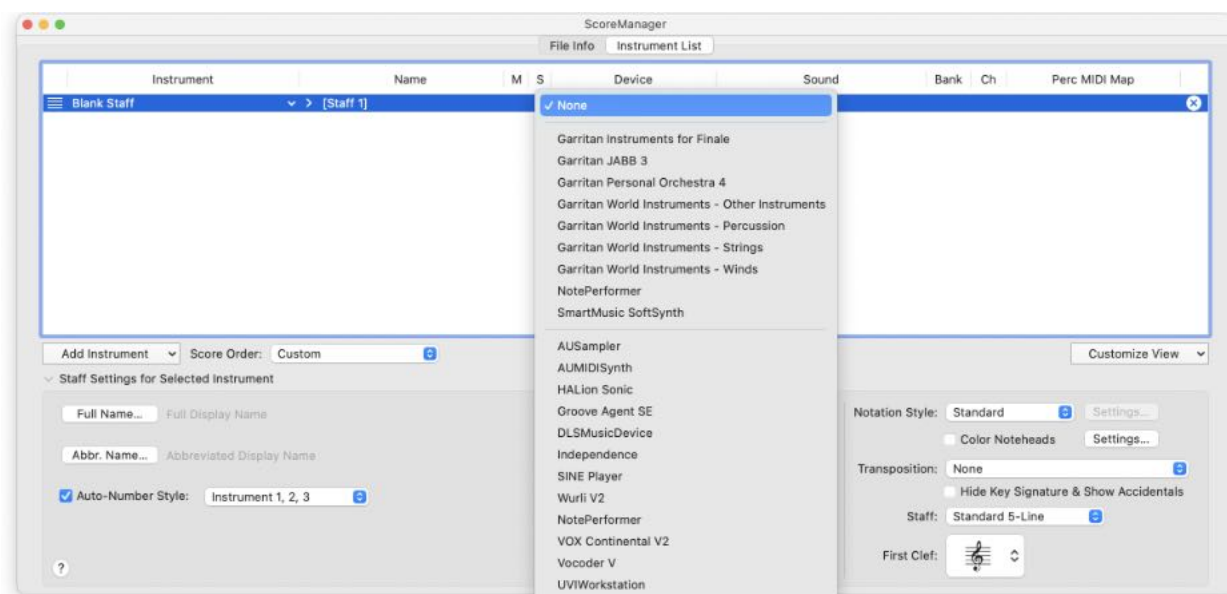 ScoreManager
File Info Instrument List
Instrument Name M S Device Sound Bank Ch Perc MIDI Map
Blank Staff [Staff 1]
✓ None
Garritan Instruments for Finale
Garritan JABB 3
Garritan Personal Orchestra 4
Garritan World Instruments - Other Instruments
Garritan World Instruments - Percussion
Garritan World Instruments - Strings
Garritan World Instruments - Winds
NotePerformer
SmartMusic SoftSynth
AUSampler
AUMIDISynth
HALion Sonic
Groove Agent SE
DLSMusicDevice
Independence
SINE Player
Wurli V2
NotePerformer
VOX Continental V2
Vocoder V
UVIWorkstation
Add Instrument Score Order: Custom
Customize View
Staff Settings for Selected Instrument
Full Name... Full Display Name
Abbr. Name... Abbreviated Display Name
Auto-Number Style: Instrument 1, 2, 3
?
Notation Style: Standard Settings...
Color Noteheads Settings...
Transposition: None
Hide Key Signature & Show Accidentals
Staff: Standard 5-Line
First Clef: